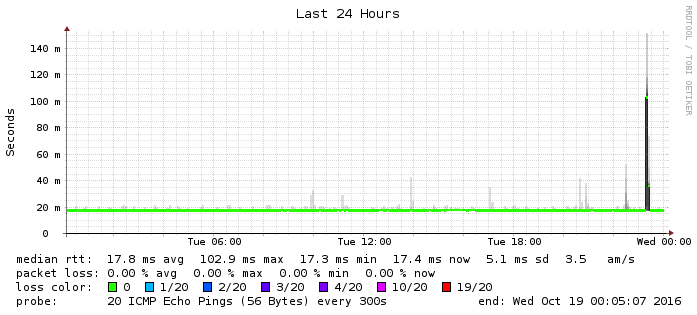 Last 24 Hours
RRDTOOL / TOBI OETIKER
Seconds
140 m
120 m
100 m
80 m
60 m
40 m
20 m
0
Tue 06:00 Tue 12:00 Tue 18:00 Wed 00:00
median rtt: 17.8 ms avg 102.9 ms max 17.3 ms min 17.4 ms now 5.1 ms sd 3.5 am/s
packet loss: 0.00 % avg 0.00 % max 0.00 % min 0.00 % now
loss color: 0 1/20 2/20 3/20 4/20 10/20 19/20
probe: 20 ICMP Echo Pings (56 Bytes) every 300s end: Wed Oct 19 00:05:07 2016